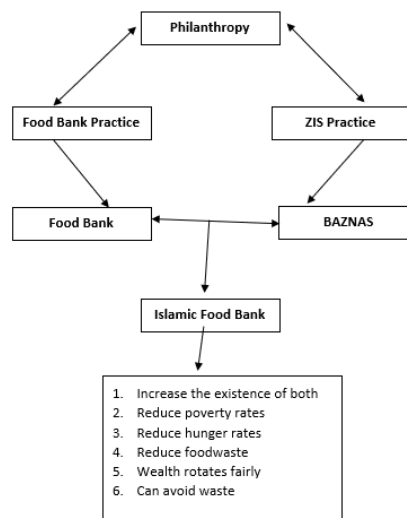 Philanthropy
Food Bank Practice
ZIS Practice
Food Bank
BAZNAS
Islamic Food Bank
1. Increase the existence of both
2. Reduce poverty rates
3. Reduce hunger rates
4. Reduce foodwaste
5. Wealth rotates fairly
6. Can avoid waste